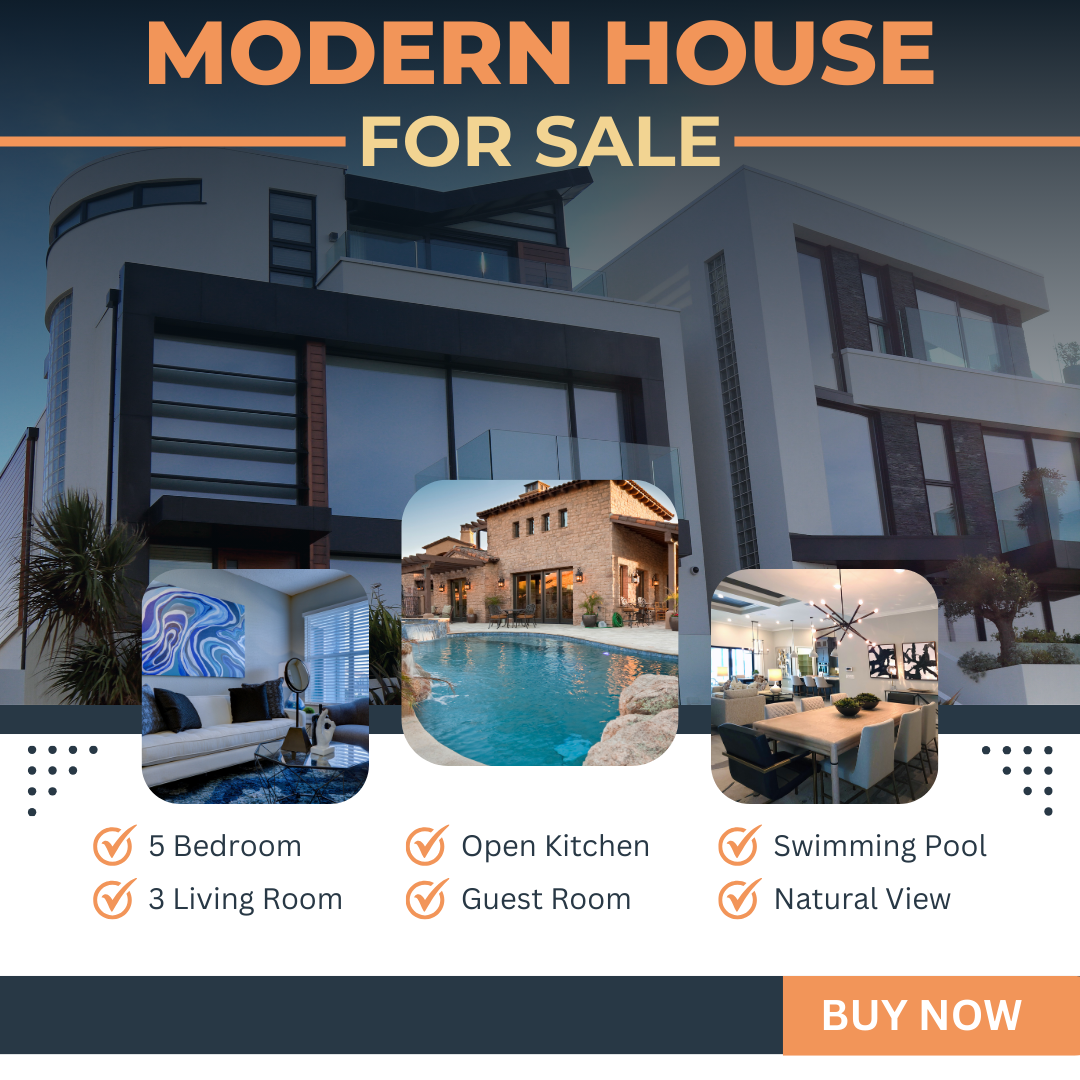 MODERN HOUSE
FOR SALE
5 Bedroom
Open Kitchen
Swimming Pool
3 Living Room
Guest Room
Natural View
BUY NOW